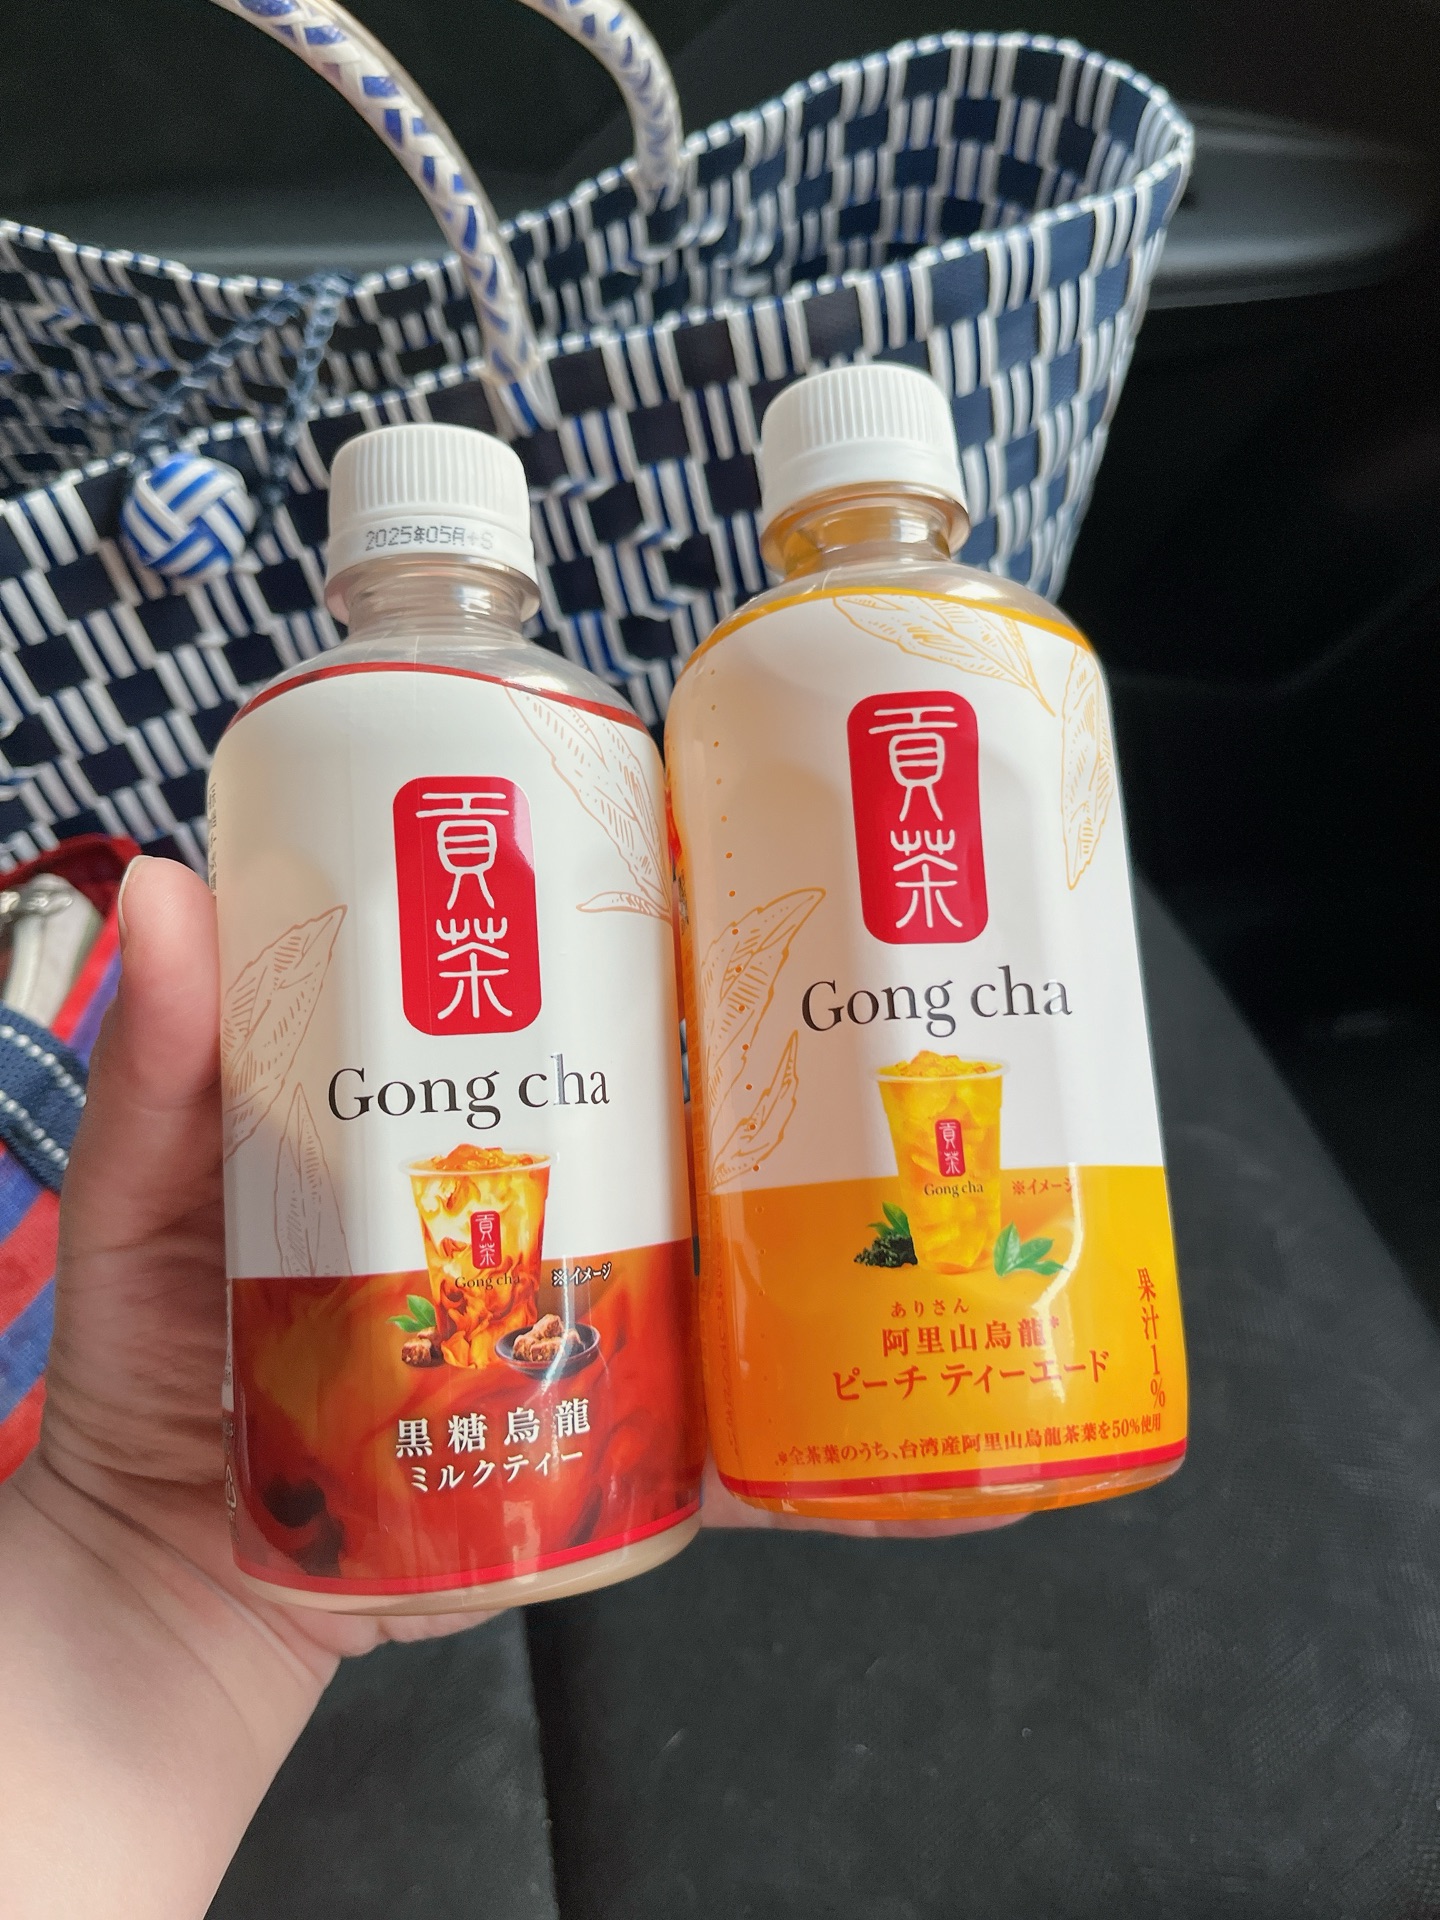 2025年05月+S
貢茶
Gong cha
貢茶
Gong cha
※イメージ
黒糖烏龍
ミルクティー
貢茶
Gong cha
貢茶
Gong cha
※イメージ
ありさん
阿里山烏龍*
ピーチ ティーエード
果汁1%
*全茶葉のうち、台湾産阿里山烏龍茶葉を50%使用